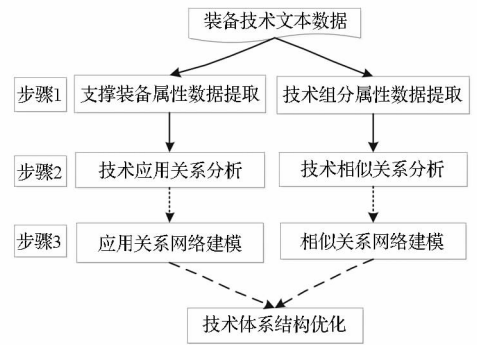 装备技术文本数据
步骤1
支撑装备属性数据提取
技术组分属性数据提取
步骤2
技术应用关系分析
技术相似关系分析
步骤3
应用关系网络建模
相似关系网络建模
技术体系结构优化